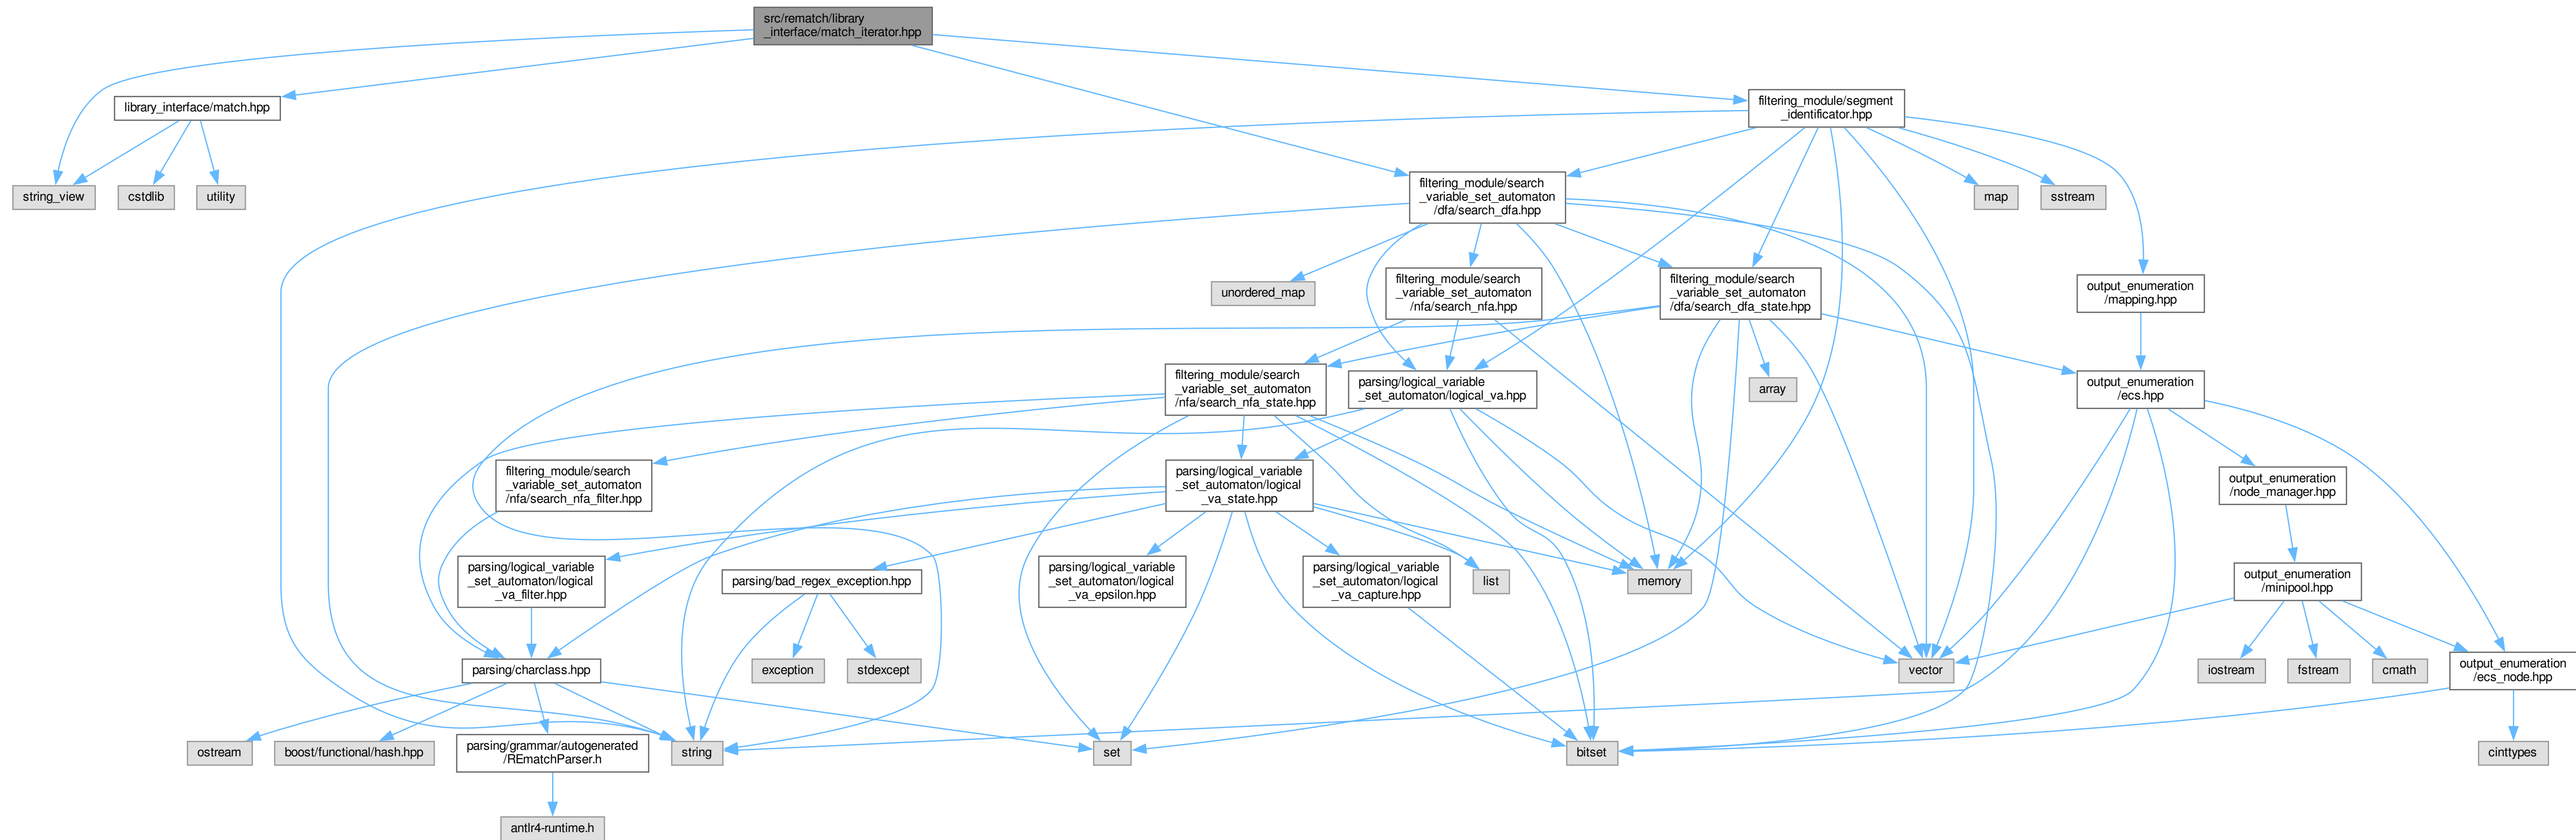 src/rematch/library
_interface/match_iterator.hpp
library_interface/match.hpp
filtering_module/segment
_identificator.hpp
string_view
cstdlib
utility
filtering_module/search
_variable_set_automaton
/dfa/search_dfa.hpp
map
sstream
unordered_map
filtering_module/search
_variable_set_automaton
/nfa/search_nfa.hpp
filtering_module/search
_variable_set_automaton
/dfa/search_dfa_state.hpp
output_enumeration
/mapping.hpp
filtering_module/search
_variable_set_automaton
/nfa/search_nfa_state.hpp
parsing/logical_variable
_set_automaton/logical_va.hpp
array
output_enumeration
/ecs.hpp
filtering_module/search
_variable_set_automaton
/nfa/search_nfa_filter.hpp
parsing/logical_variable
_set_automaton/logical
_va_state.hpp
output_enumeration
/node_manager.hpp
parsing/logical_variable
_set_automaton/logical
_va_filter.hpp
parsing/bad_regex_exception.hpp
parsing/logical_variable
_set_automaton/logical
_va_epsilon.hpp
parsing/logical_variable
_set_automaton/logical
_va_capture.hpp
list
memory
output_enumeration
/minipool.hpp
parsing/charclass.hpp
exception
stdexcept
vector
iostream
fstream
cmath
output_enumeration
/ecs_node.hpp
ostream
boost/functional/hash.hpp
parsing/grammar/autogenerated
/REmatchParser.h
string
set
bitset
cinttypes
antlr4-runtime.h